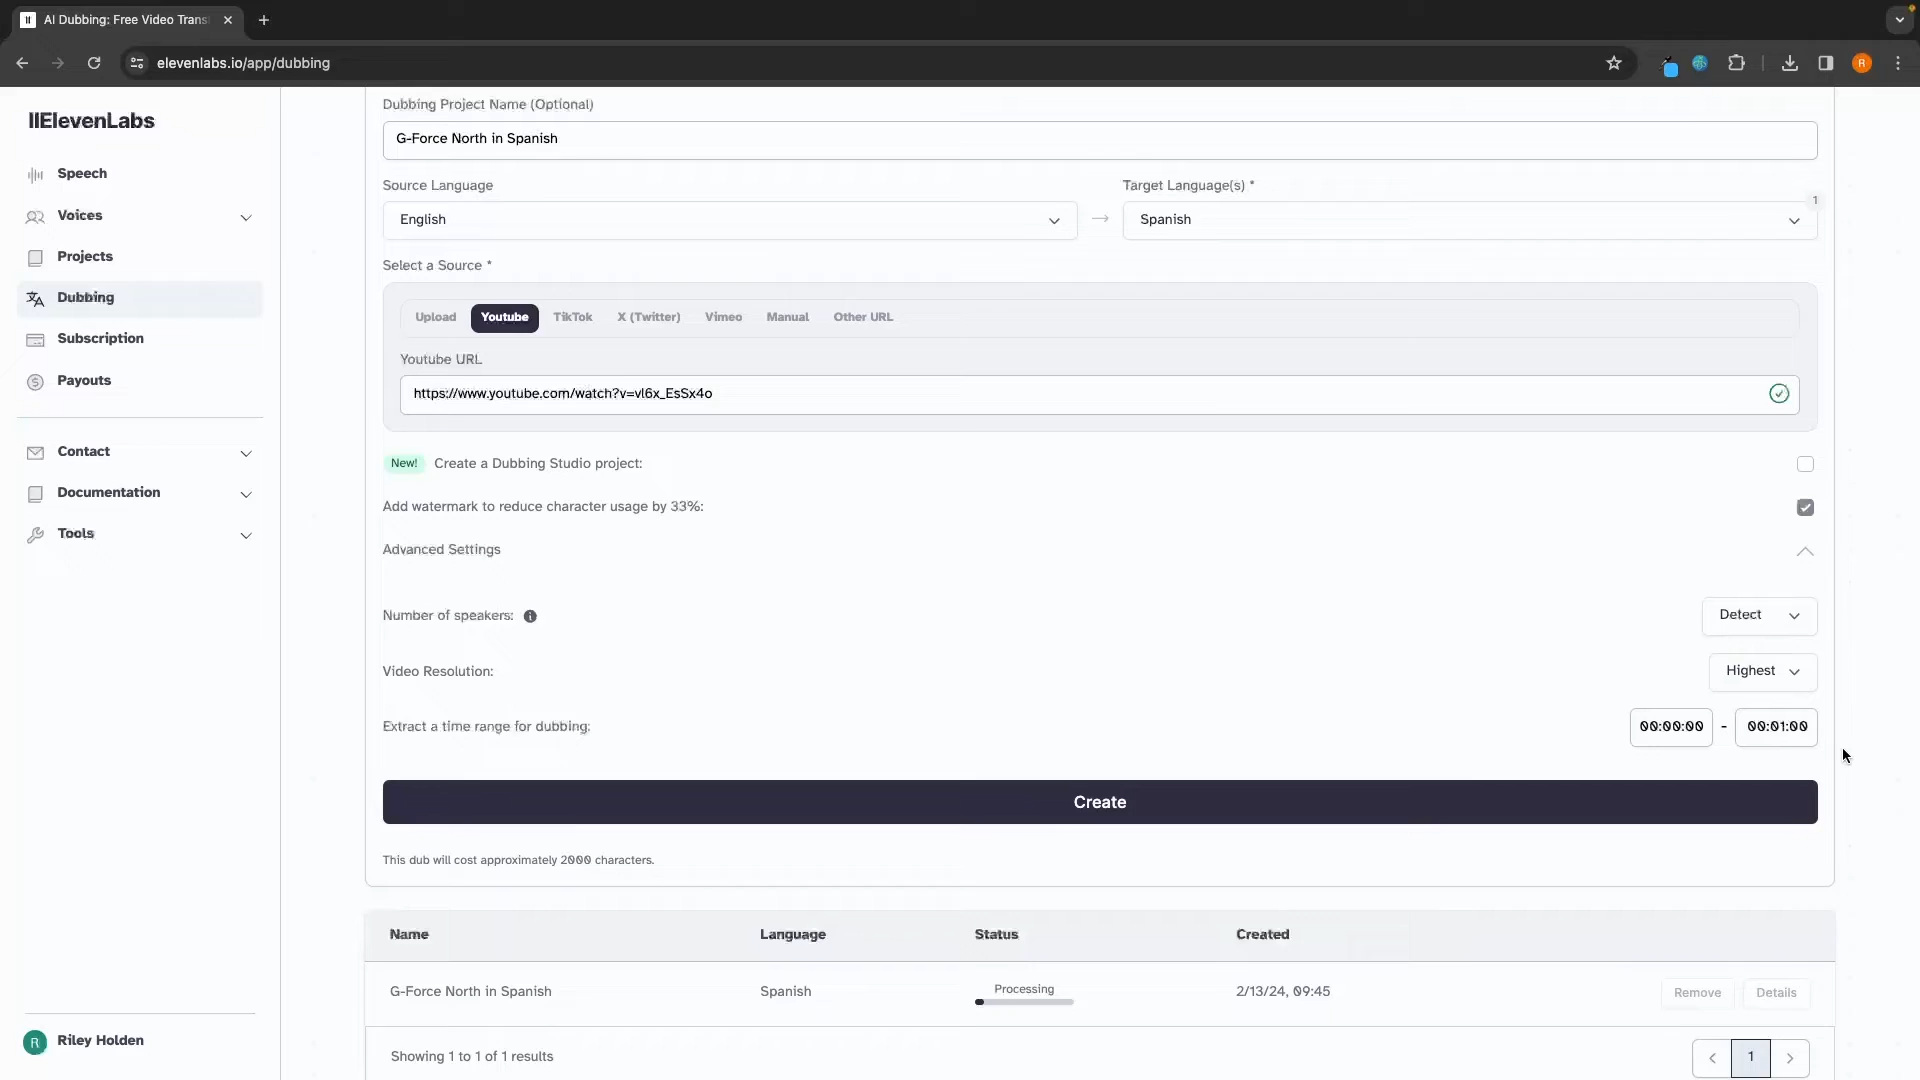 AI Dubbing: Free Video Trans
elevenlabs.io/app/dubbing
R
IIElevenLabs
Speech
Voices
Projects
Dubbing
Subscription
Payouts
Contact
Documentation
Tools
R Riley Holden
Dubbing Project Name (Optional)
G-Force North in Spanish
Source Language
Target Language(s) *
1
English
Spanish
Select a Source *
Upload Youtube TikTok X (Twitter) Vimeo Manual Other URL
Youtube URL
https://www.youtube.com/watch?v=vl6x_EsSx4o
New! Create a Dubbing Studio project:
Add watermark to reduce character usage by 33%:
Advanced Settings
Number of speakers: Detect
Video Resolution: Highest
Extract a time range for dubbing: 00:00:00 - 00:01:00
Create
This dub will cost approximately 2000 characters.
Name Language Status Created
G-Force North in Spanish Spanish Processing 2/13/24, 09:45 Remove Details
Showing 1 to 1 of 1 results
1